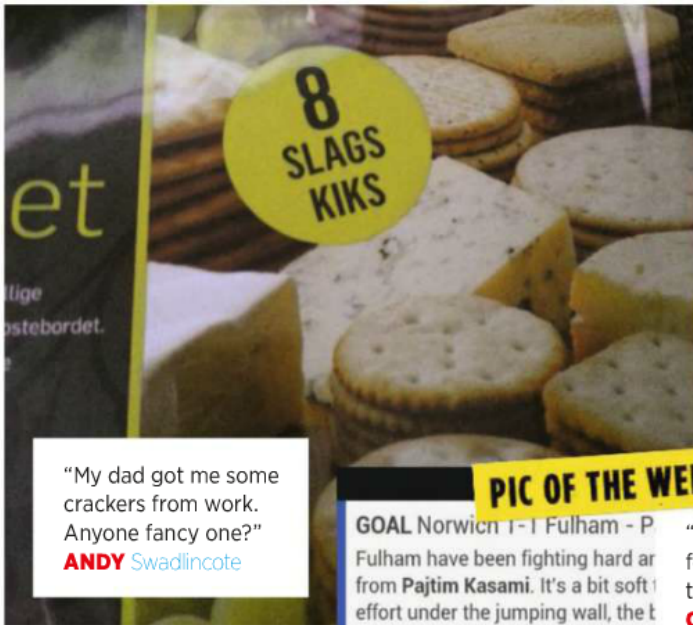 8
SLAGS
KIKS
et
llige
ostebordet.
"My dad got me some
crackers from work.
Anyone fancy one?"
ANDY Swadlincote
PIC OF THE WEE
GOAL Norwich 1-1 Fulham - P
Fulham have been fighting hard ar
from Pajtim Kasami. It's a bit soft t
effort under the jumping wall, the b